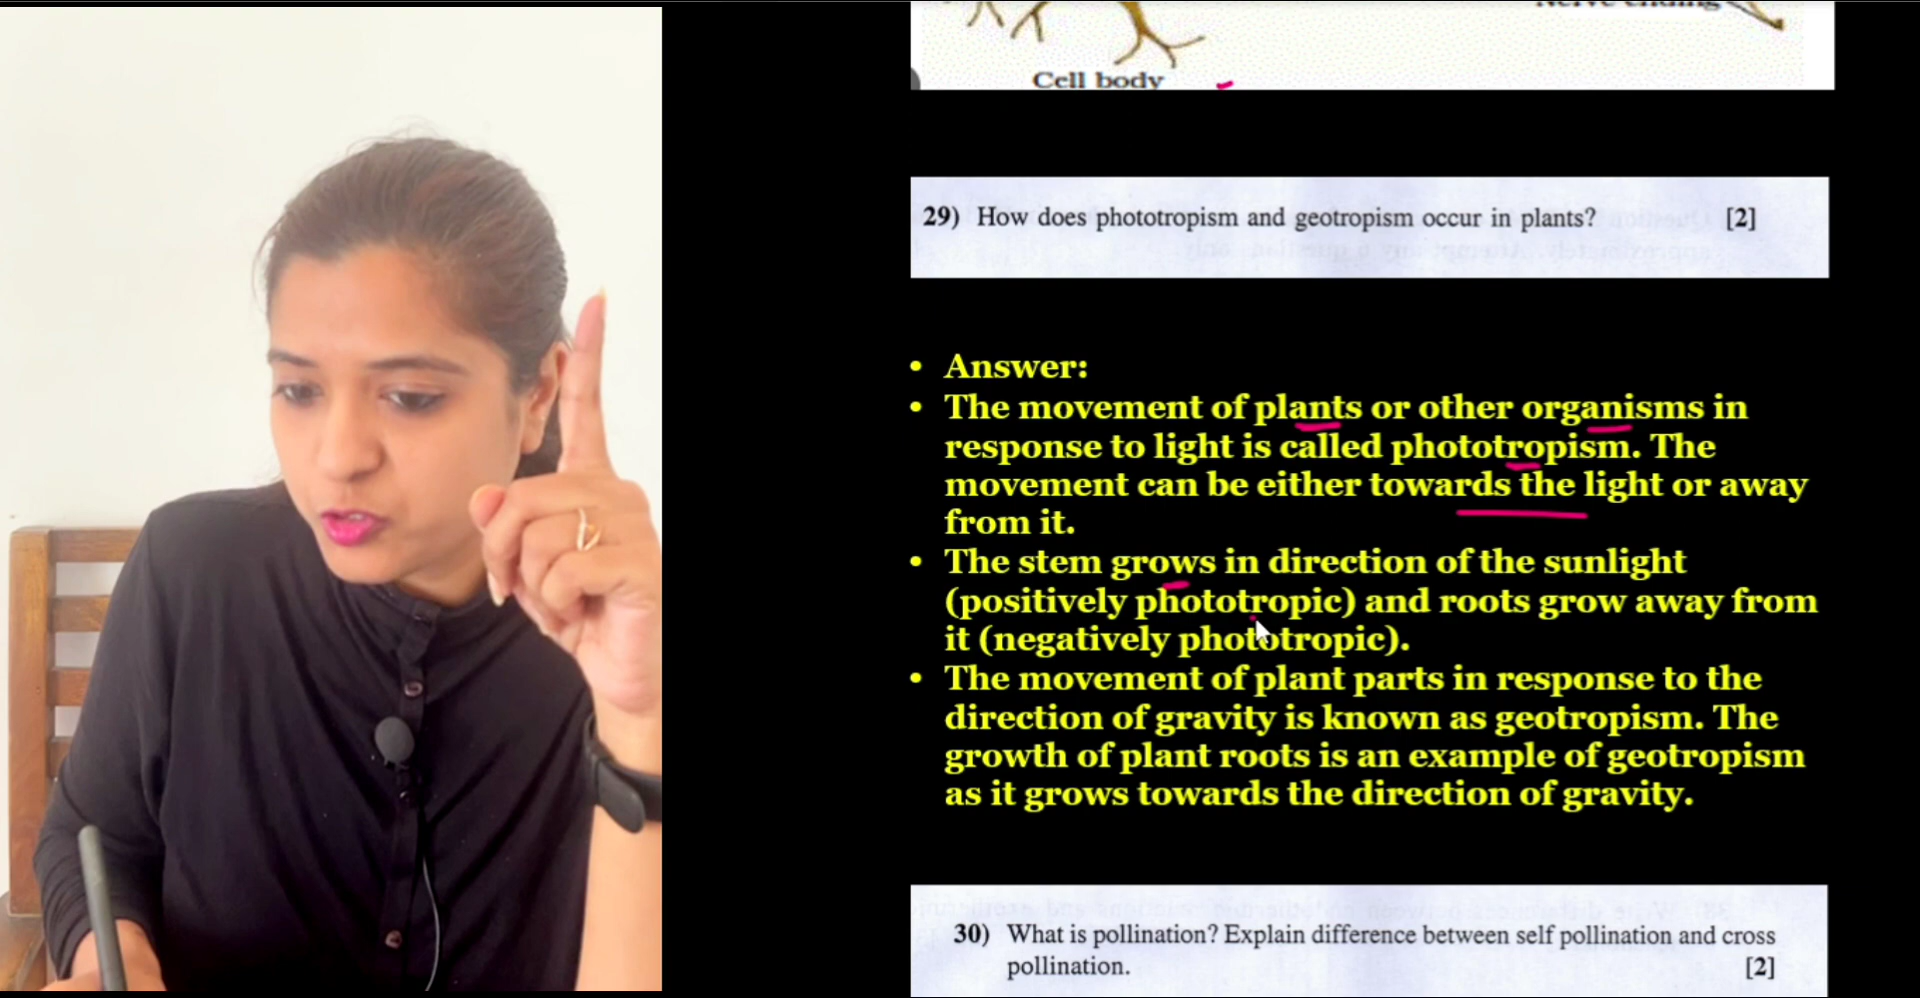 Nerve ending
Cell body
29) How does phototropism and geotropism occur in plants? [2]
• Answer:
• The movement of plants or other organisms in
response to light is called phototropism. The
movement can be either towards the light or away
from it.
• The stem grows in direction of the sunlight
(positively phototropic) and roots grow away from
it (negatively phototropic).
• The movement of plant parts in response to the
direction of gravity is known as geotropism. The
growth of plant roots is an example of geotropism
as it grows towards the direction of gravity.
30) What is pollination? Explain difference between self pollination and cross
pollination. [2]